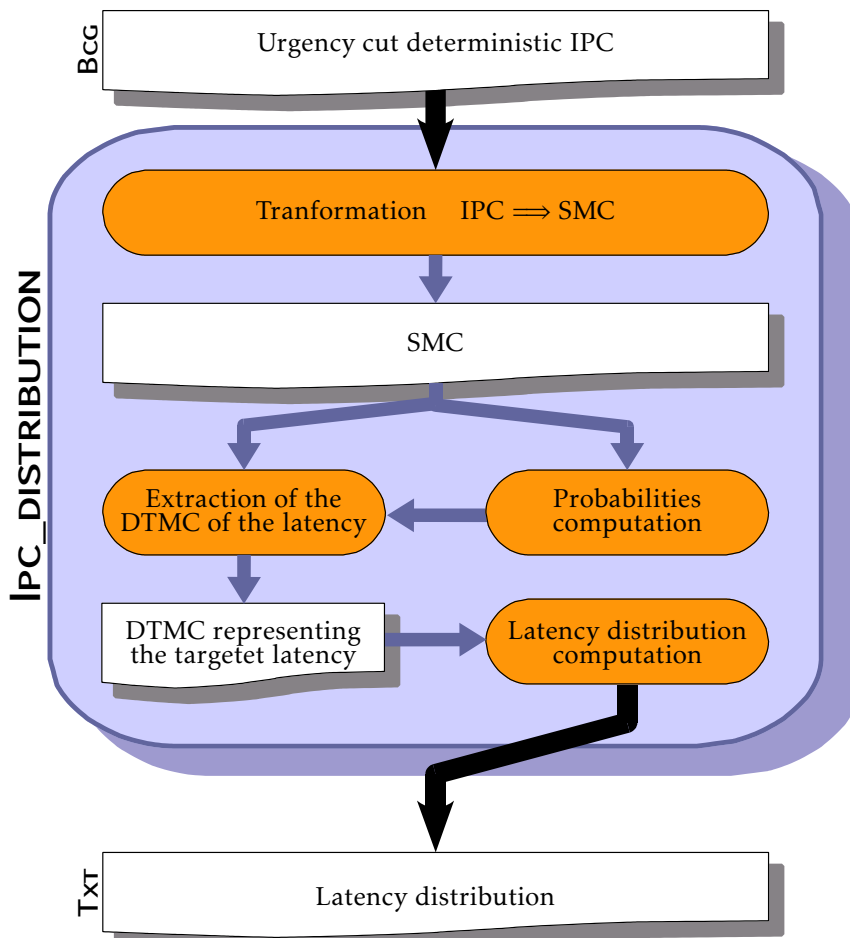 BCG
Urgency cut deterministic IPC
IPC_DISTRIBUTION
Tranformation IPC ⟹ SMC
SMC
Extraction of the
DTMC of the latency
Probabilities
computation
DTMC representing
the targetet latency
Latency distribution
computation
TXT
Latency distribution